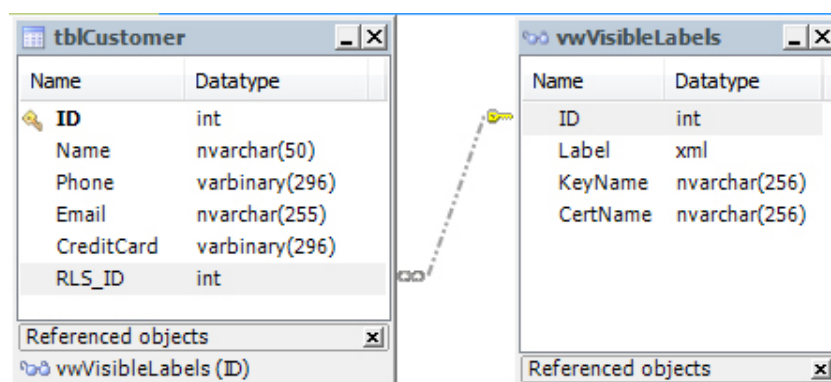 tblCustomer
Name Datatype
ID int
Name nvarchar(50)
Phone varbinary(296)
Email nvarchar(255)
CreditCard varbinary(296)
RLS_ID int
Referenced objects
vwVisibleLabels (ID)
vwVisibleLabels
Name Datatype
ID int
Label xml
KeyName nvarchar(256)
CertName nvarchar(256)
Referenced objects